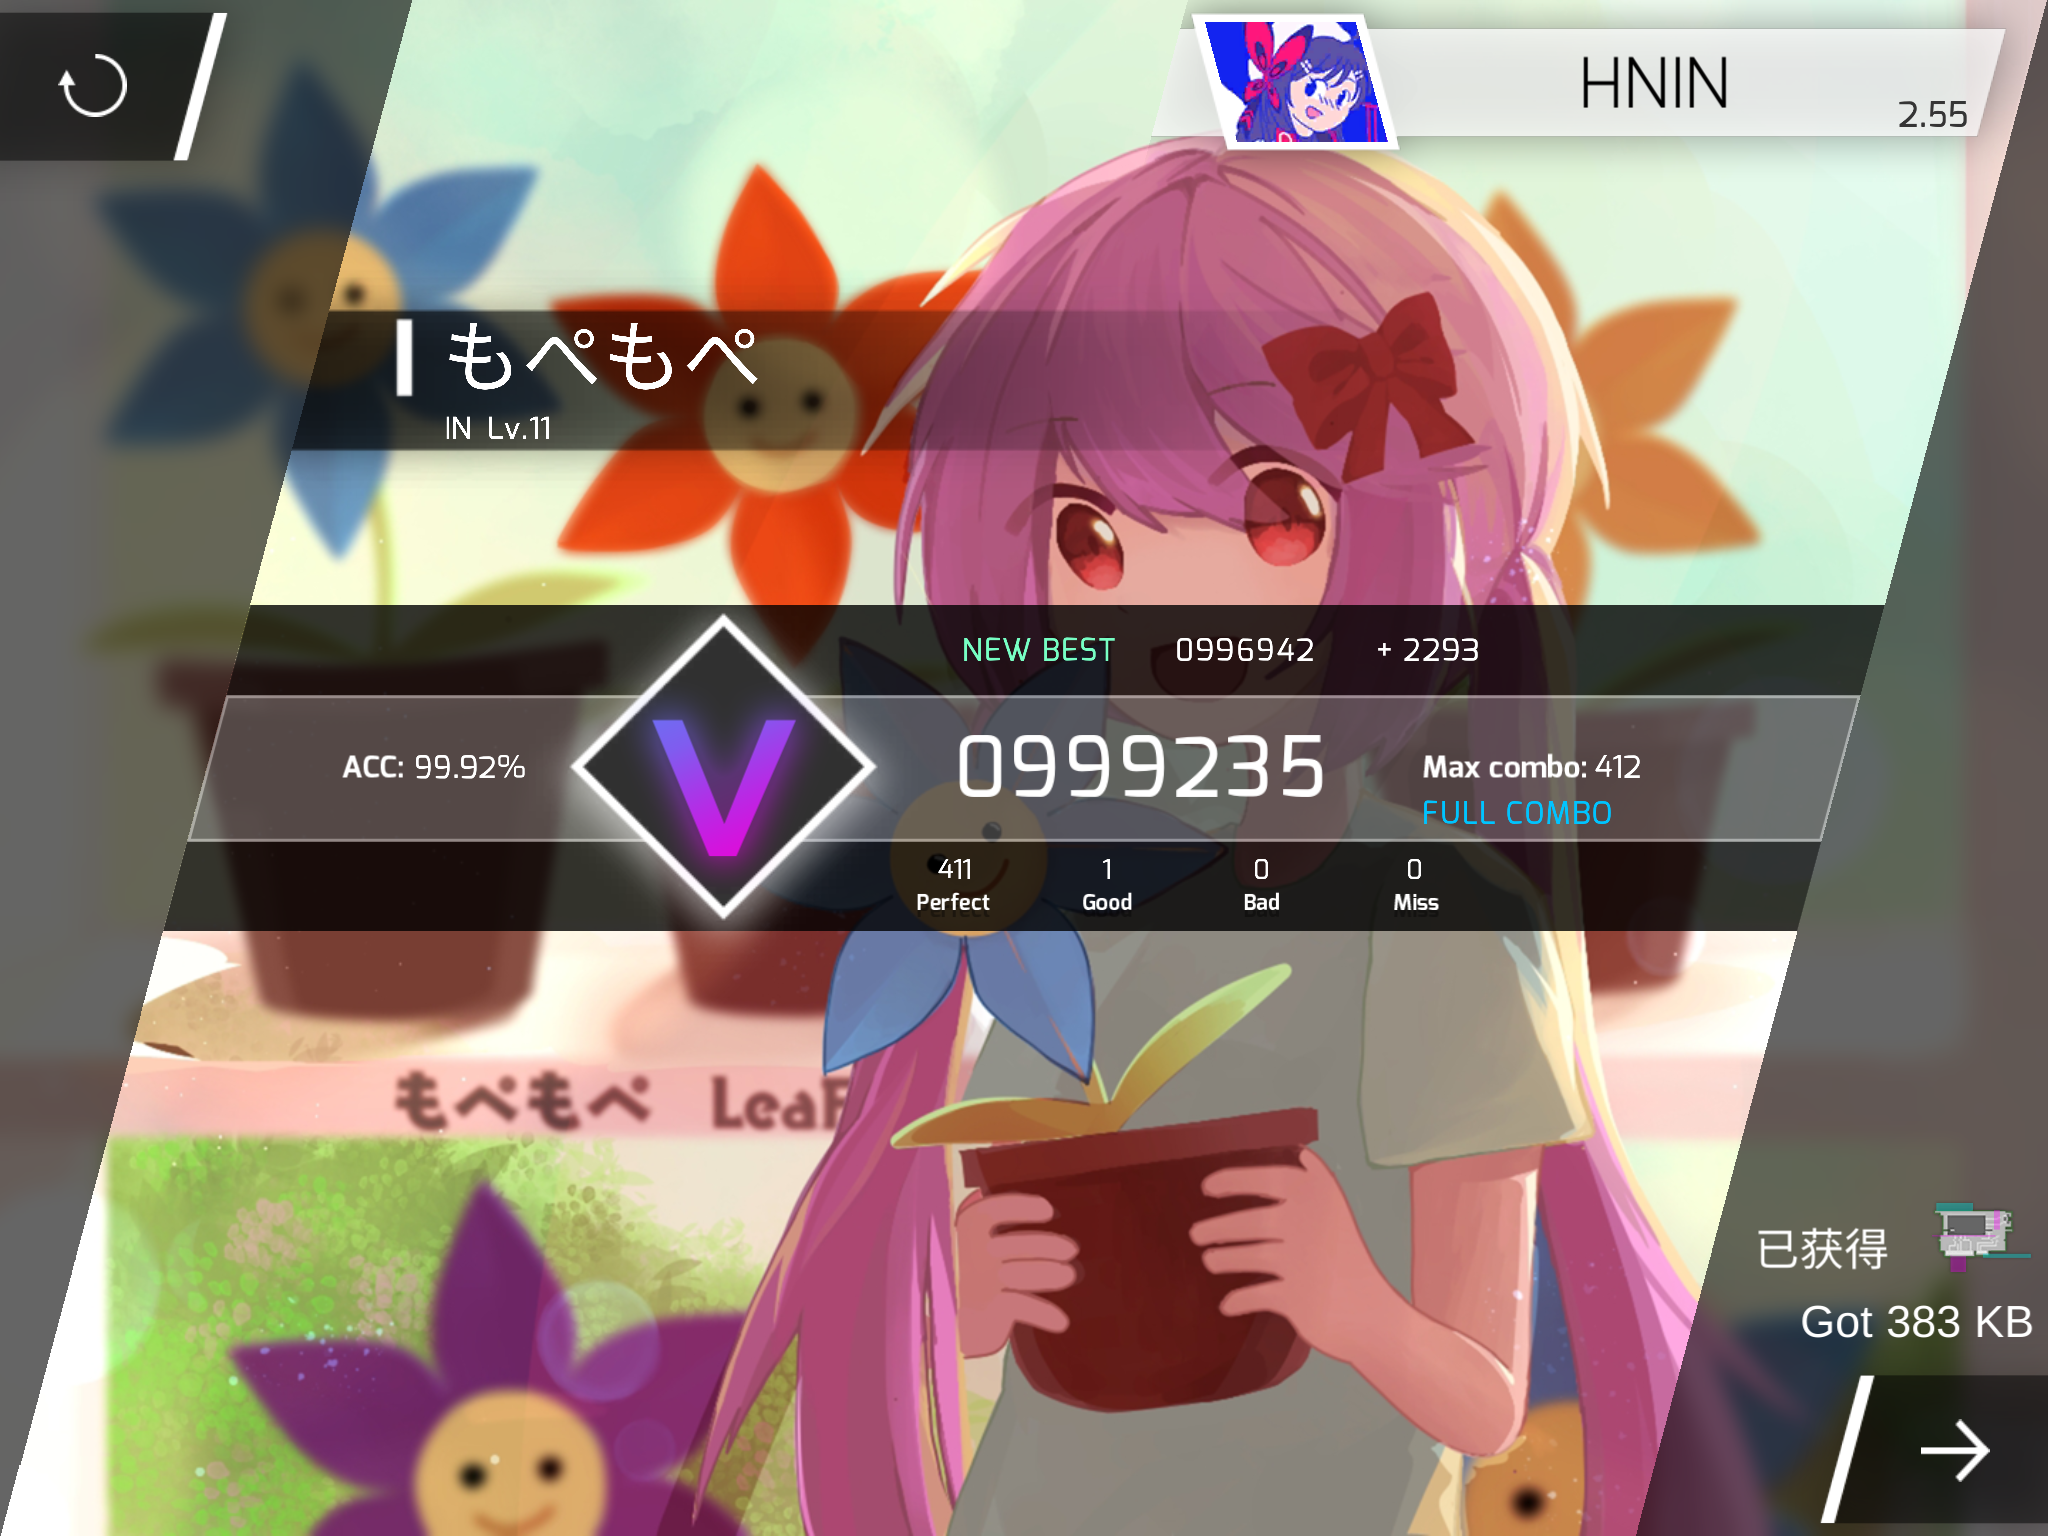 HNIN
2.55
もぺもぺ
IN Lv.11
NEW BEST 0996942 + 2293
ACC: 99.92%
V
0999235
Max combo: 412
FULL COMBO
411 1 0 0
Perfect Good Bad Miss
もぺもぺ LeaF
已获得
Got 383 KB